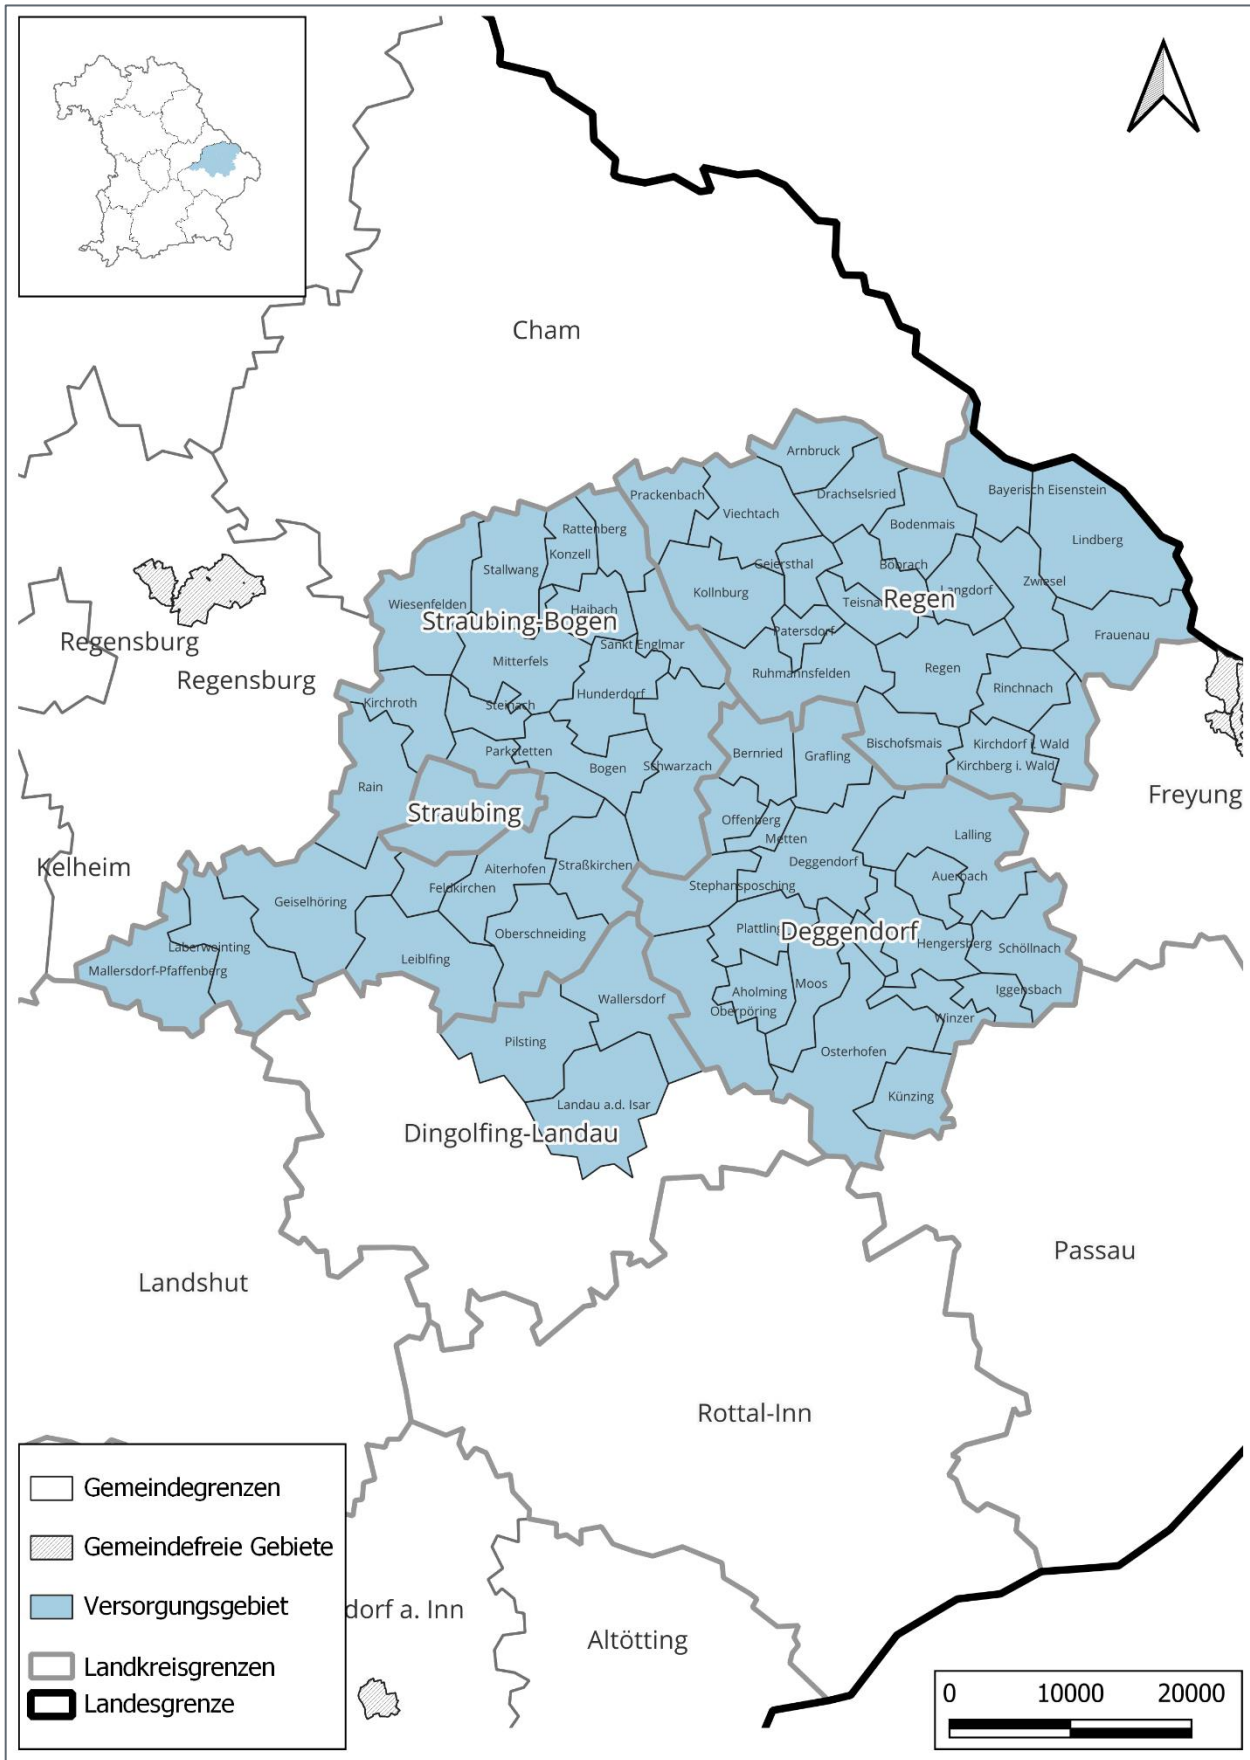 Cham
Arnbruck
Prackenbach
Drachselsried
Bayerisch Eisenstein
Viechtach
Bodenmais
Rattenberg
Lindberg
Konzell
Geiersthal
Böbrach
Stallwang
Zwiesel
Langdorf
Kollnburg
Regen
Wiesenfelden
Haibach
Straubing-Bogen
Patersdorf
Frauenau
Regensburg
Sankt Englmar
Mitterfels
Regen
Ruhmannsfelden
Regensburg
Rinchnach
Hunderdorf
Kirchroth
Steinach
Bischofsmais
Kirchdorf i. Wald
Parkstetten
Bernried
Grafling
Kirchberg i. Wald
Bogen
Schwarzach
Rain
Freyung
Straubing
Offenberg
Lalling
Metten
Deggendorf
Kelheim
Straßkirchen
Aiterhofen
Auerbach
Feldkirchen
Stephansposching
Geiselhöring
Plattling
Deggendorf
Oberschneiding
Hengersberg
Schöllnach
Laberweinting
Leiblfing
Mallersdorf-Pfaffenberg
Moos
Iggensbach
Aholming
Wallersdorf
Oberpöring
Winzer
Pilsting
Osterhofen
Künzing
Landau a.d. Isar
Dingolfing-Landau
Passau
Landshut
Rottal-Inn
Gemeindegrenzen
Gemeindefreie Gebiete
Versorgungsgebiet
dorf a. Inn
Altötting
Landkreisgrenzen
Landesgrenze
0 10000 20000